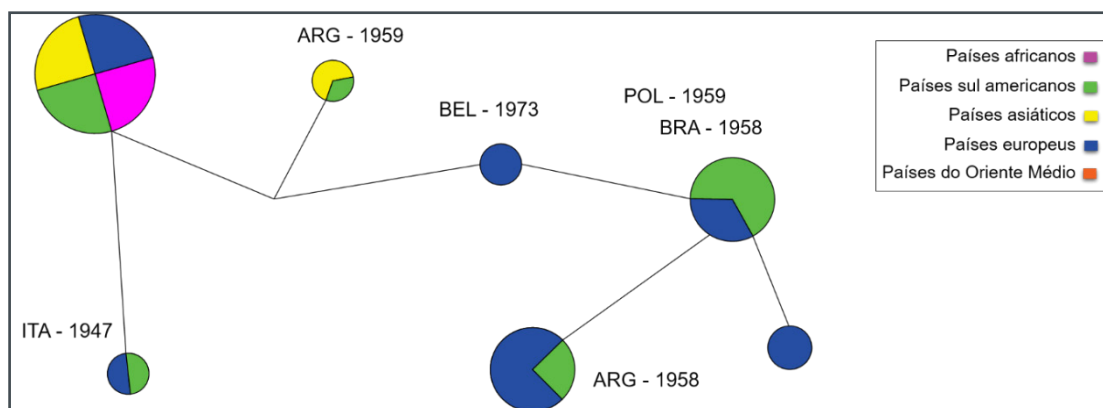 ARG - 1959
BEL - 1973
POL - 1959
BRA - 1958
ITA - 1947
ARG - 1958
Países africanos
Países sul americanos
Países asiáticos
Países europeus
Países do Oriente Médio